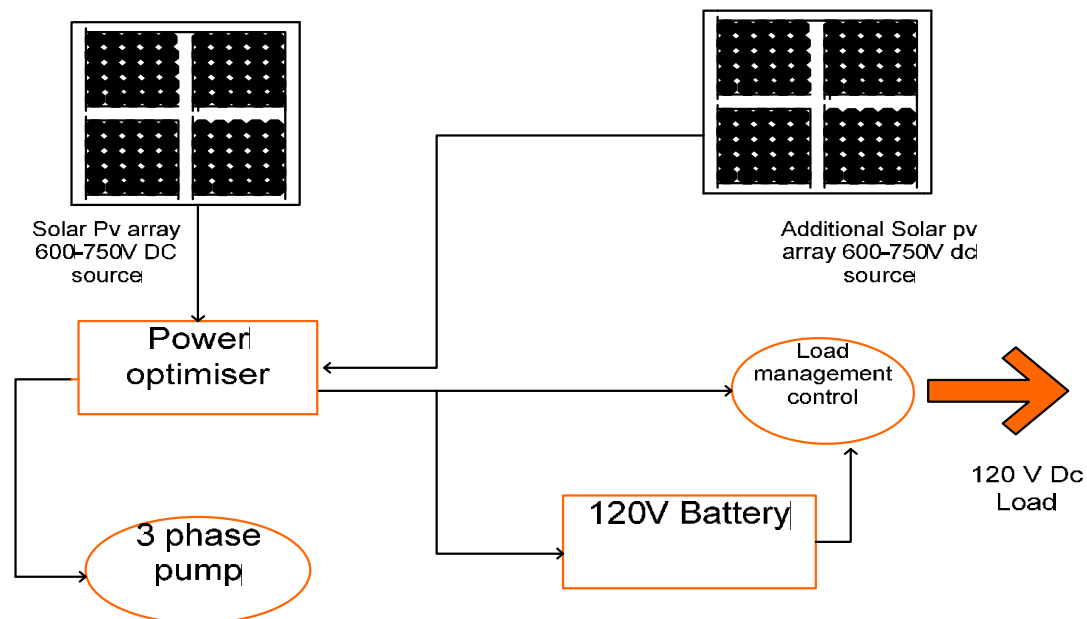 Solar Pv array
600-750V DC
source
Additional Solar pv
array 600-750V dc
source
Power
optimiser
Load
management
control
120 V Dc
Load
120V Battery
3 phase
pump